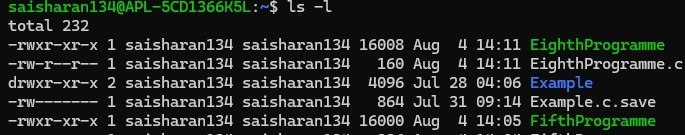 saisharan134@APL-5CD1366K5L:~$ ls -l
total 232
-rwxr-xr-x 1 saisharan134 saisharan134 16008 Aug  4 14:11 EighthProgramme
-rw-r--r-- 1 saisharan134 saisharan134   160 Aug  4 14:11 EighthProgramme.c
drwxr-xr-x 2 saisharan134 saisharan134  4096 Jul 28 04:06 Example
-rw------- 1 saisharan134 saisharan134   864 Jul 31 09:14 Example.c.save
-rwxr-xr-x 1 saisharan134 saisharan134 16000 Aug  4 14:05 FifthProgramme